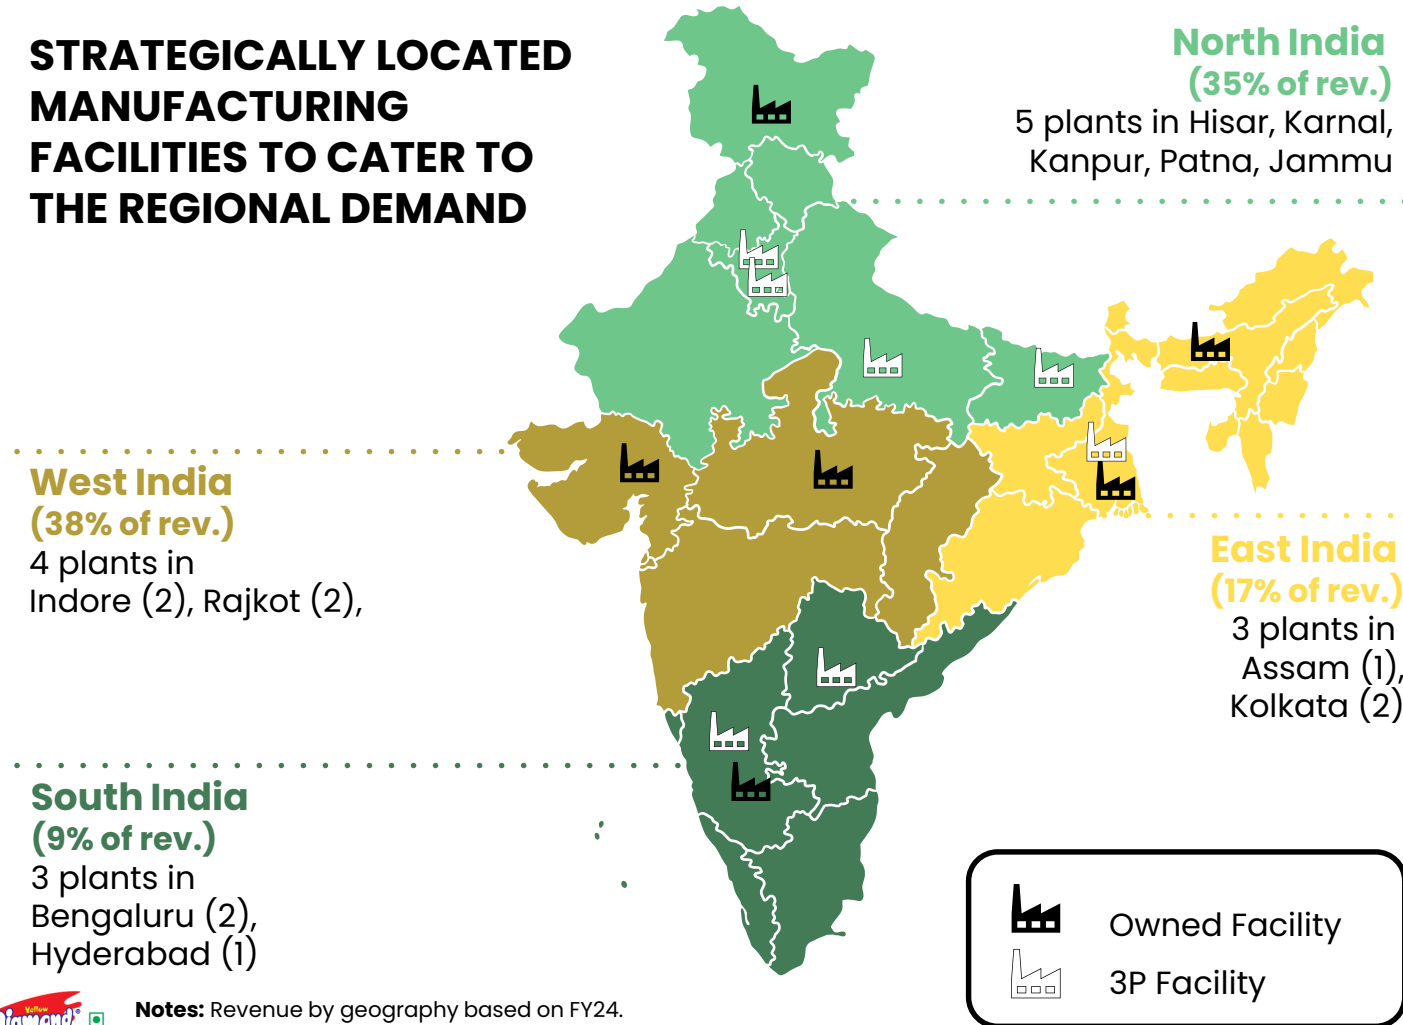 STRATEGICALLY LOCATED
MANUFACTURING
FACILITIES TO CATER TO
THE REGIONAL DEMAND
North India
(35% of rev.)
5 plants in Hisar, Karnal,
Kanpur, Patna, Jammu
West India
(38% of rev.)
4 plants in
Indore (2), Rajkot (2),
East India
(17% of rev.)
3 plants in
Assam (1),
Kolkata (2)
South India
(9% of rev.)
3 plants in
Bengaluru (2),
Hyderabad (1)
Owned Facility
3P Facility
Yellow
Diamond
Notes: Revenue by geography based on FY24.